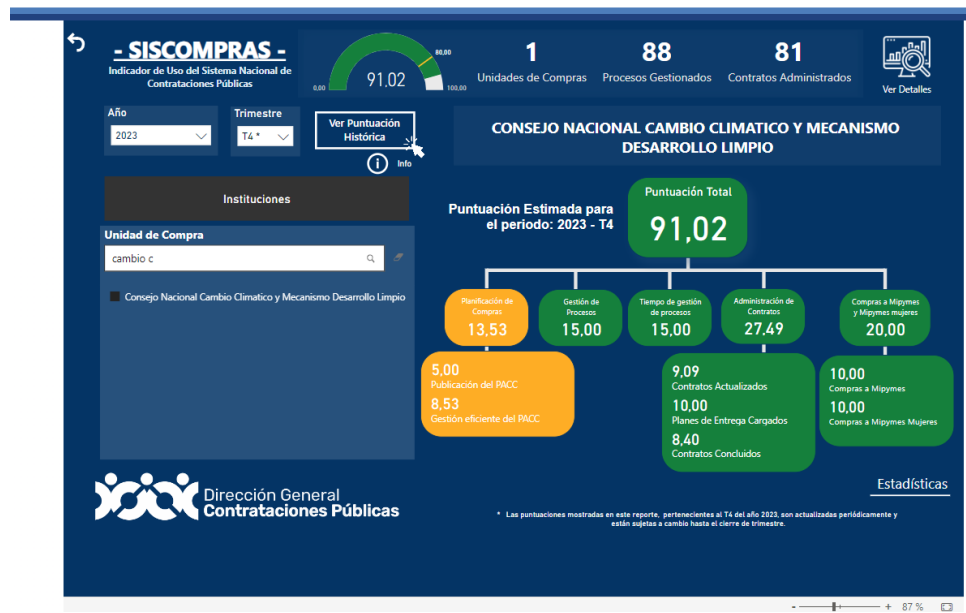 - SISCOMPRAS -
Indicador de Uso del Sistema Nacional de
Contrataciones Públicas
0,00
91,02
80,00
100,00
1
Unidades de Compras
88
Procesos Gestionados
81
Contratos Administrados
Ver Detalles
Año
2023
Trimestre
T4 *
Ver Puntuación
Histórica
i Info
CONSEJO NACIONAL CAMBIO CLIMATICO Y MECANISMO
DESARROLLO LIMPIO
Instituciones
Unidad de Compra
cambio c
Consejo Nacional Cambio Climatico y Mecanismo Desarrollo Limpio
Puntuación Estimada para
el periodo: 2023 - T4
Puntuación Total
91,02
Planificación de
Compras
13,53
Gestión de
Procesos
15,00
Tiempo de gestión
de procesos
15,00
Administración de
Contratos
27,49
Compras a Mipymes
y Mipymes mujeres
20,00
5,00
Publicación del PACC
8,53
Gestión eficiente del PACC
9,09
Contratos Actualizados
10,00
Planes de Entrega Cargados
8,40
Contratos Concluidos
10,00
Compras a Mipymes
10,00
Compras a Mipymes Mujeres
Dirección General
Contrataciones Públicas
Estadísticas
* Las puntuaciones mostradas en este reporte, pertenecientes al T4 del año 2023, son actualizadas periódicamente y
están sujetas a cambio hasta el cierre de trimestre.
- + 87 %